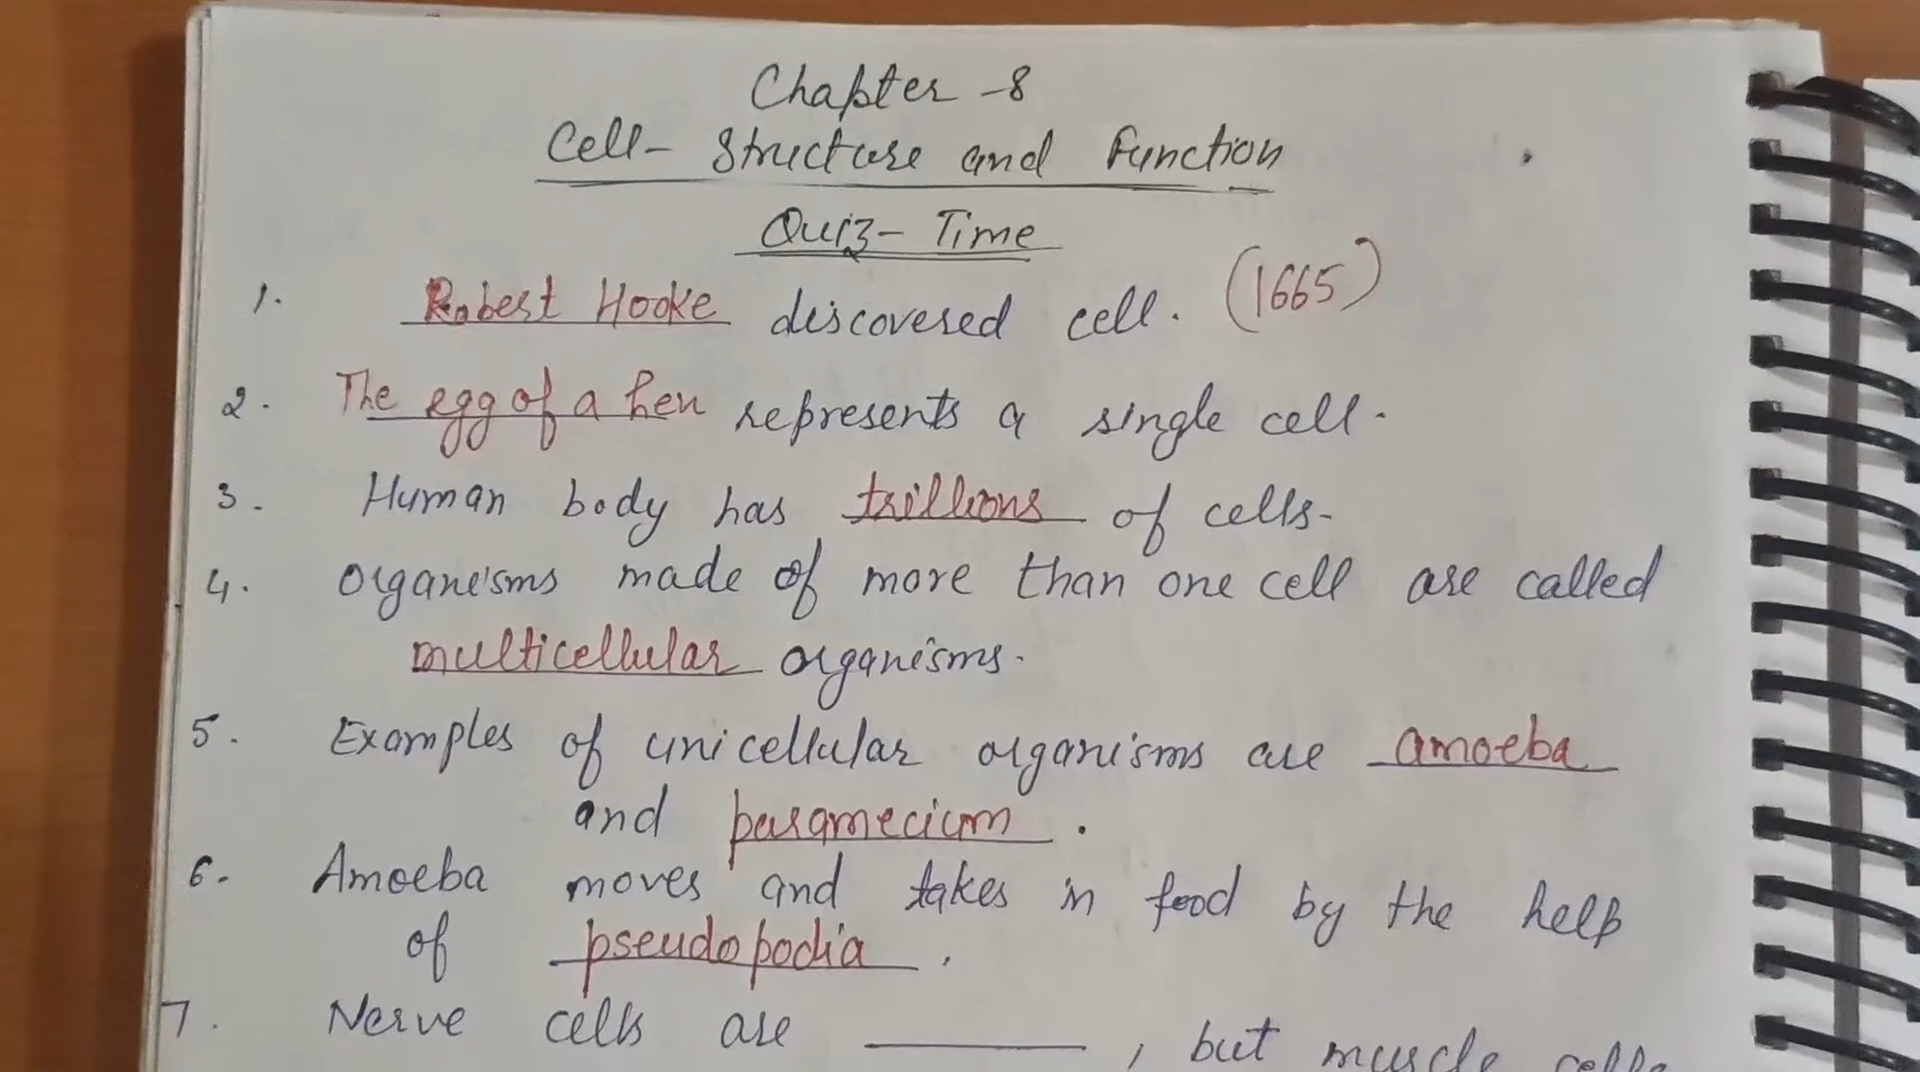 Chapter -8
Cell- Structure and Function
Quiz- Time
1. Robert Hooke discovered cell. (1665)
2. The egg of a hen represents a single cell.
3. Human body has trillions of cells.
4. Organisms made of more than one cell are called
multicellular organisms.
5. Examples of unicellular organisms are amoeba
and paramecium.
6. Amoeba moves and takes in food by the help
of pseudopodia.
7. Nerve cells are ______, but muscle cells